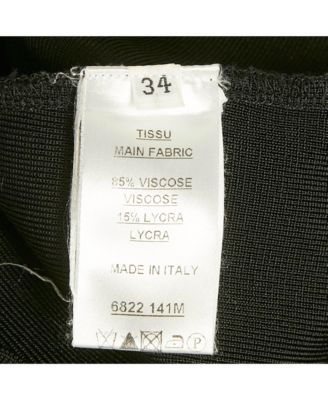 34
TISSU
MAIN FABRIC
85% VISCOSE
VISCOSE
15% LYCRA
LYCRA
MADE IN ITALY
6822 141M